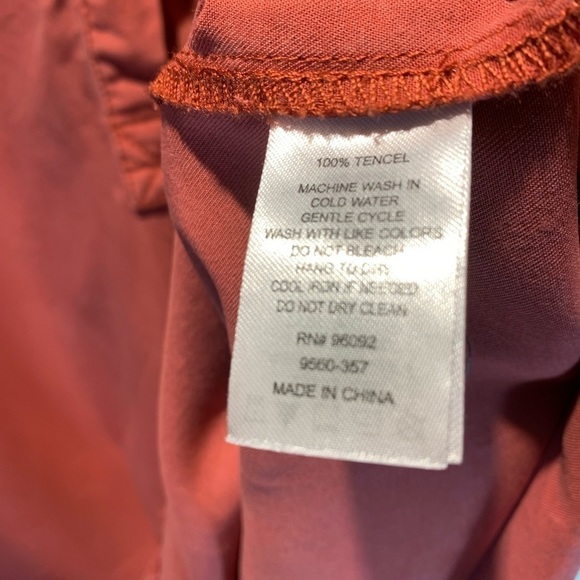 100% TENCEL
MACHINE WASH IN
COLD WATER
GENTLE CYCLE
WASH WITH LIKE COLORS
DO NOT BLEACH
HANG TO DRY
COOL IRON IF NEEDED
DO NOT DRY CLEAN
RN# 96092
9560-357
MADE IN CHINA